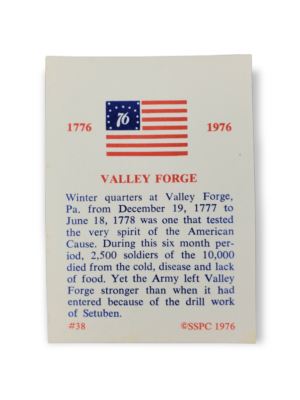 76
1776 1976
VALLEY FORGE
Winter quarters at Valley Forge,
Pa. from December 19, 1777 to
June 18, 1778 was one that tested
the very spirit of the American
Cause. During this six month per-
iod, 2,500 soldiers of the 10,000
died from the cold, disease and lack
of food. Yet the Army left Valley
Forge stronger than when it had
entered because of the drill work
of Setuben.
#38 ©SSPC 1976